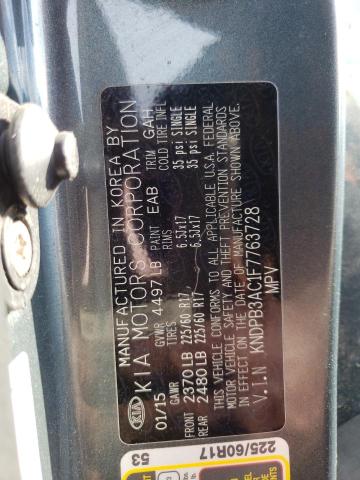 MANUFACTURED IN KOREA BY
KIA KIA MOTORS CORPORATION
01/15 GVWR 4497 LB PAINT EAB TRIM GAH
GAWR TIRES RIMS COLD TIRE INFL
FRONT 2370 LB 225/60 R17 6.5Jx17 35 psi SINGLE
REAR 2480 LB 225/60 R17 6.5Jx17 35 psi SINGLE
THIS VEHICLE CONFORMS TO ALL APPLICABLE U.S.A. FEDERAL
MOTOR VEHICLE SAFETY AND THEFT PREVENTION STANDARDS
IN EFFECT ON THE DATE OF MANUFACTURE SHOWN ABOVE.
V.I.N KNDPB3AC1F7763728
MPV
225/60R17
53